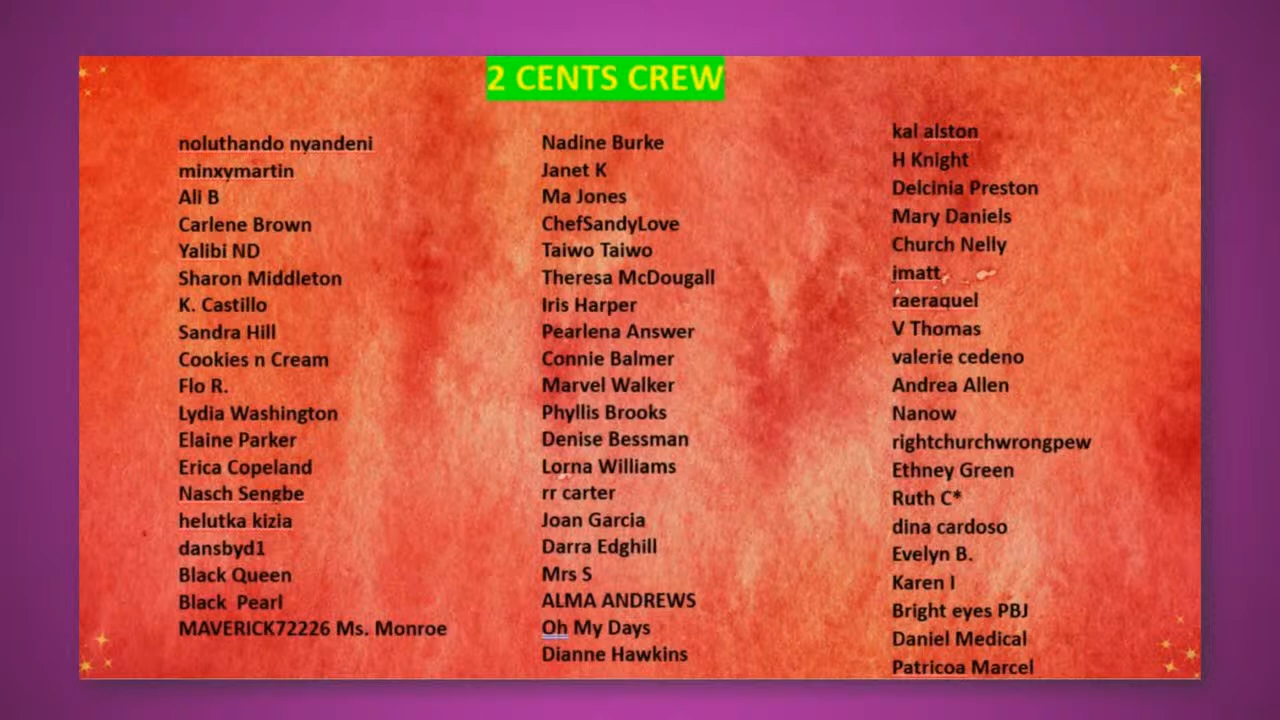 2 CENTS CREW
noluthando nyandeni
minxymartin
Ali B
Carlene Brown
Yalibi ND
Sharon Middleton
K. Castillo
Sandra Hill
Cookies n Cream
Flo R.
Lydia Washington
Elaine Parker
Erica Copeland
Nasch Sengbe
helutka kizia
dansbyd1
Black Queen
Black Pearl
MAVERICK72226 Ms. Monroe
Nadine Burke
Janet K
Ma Jones
ChefSandyLove
Taiwo Taiwo
Theresa McDougall
Iris Harper
Pearlena Answer
Connie Balmer
Marvel Walker
Phyllis Brooks
Denise Bessman
Lorna Williams
rr carter
Joan Garcia
Darra Edghill
Mrs S
ALMA ANDREWS
Oh My Days
Dianne Hawkins
kal alston
H Knight
Delcinia Preston
Mary Daniels
Church Nelly
imatt
raeraquel
V Thomas
valerie cedeno
Andrea Allen
Nanow
rightchurchwrongpew
Ethney Green
Ruth C*
dina cardoso
Evelyn B.
Karen I
Bright eyes PBJ
Daniel Medical
Patricoa Marcel